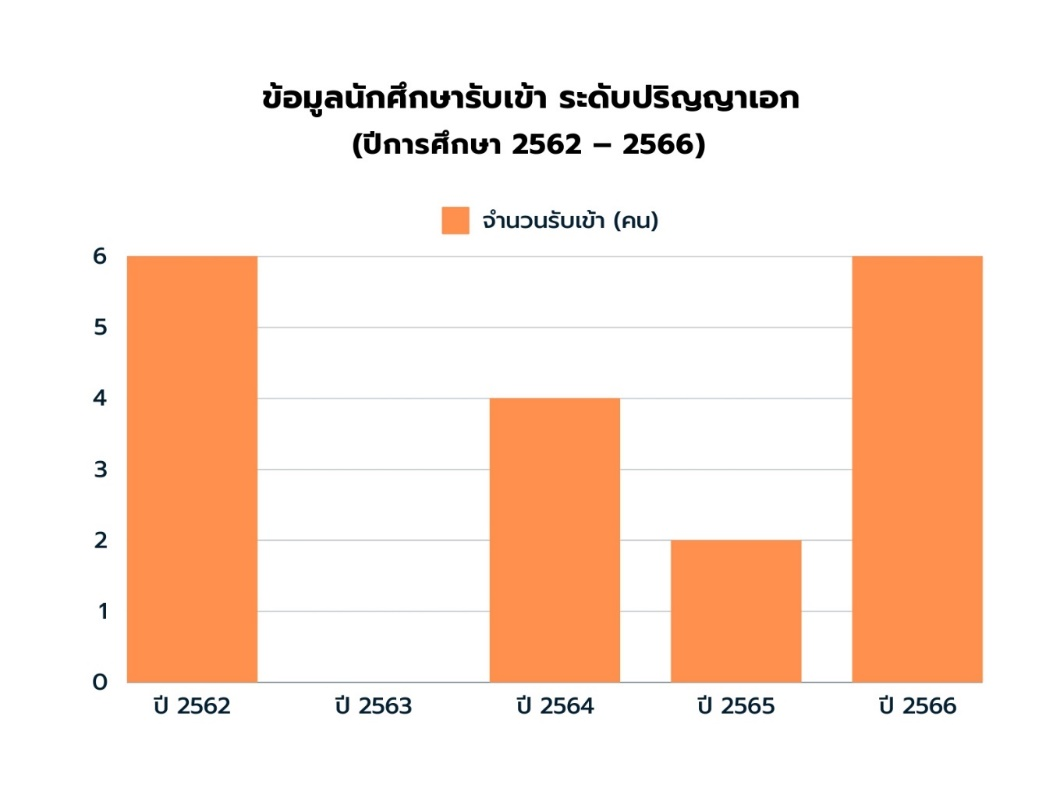 ข้อมูลนักศึกษารับเข้า ระดับปริญญาเอก
(ปีการศึกษา 2562 – 2566)
จำนวนรับเข้า (คน)
6
5
4
3
2
1
0
ปี 2562 ปี 2563 ปี 2564 ปี 2565 ปี 2566